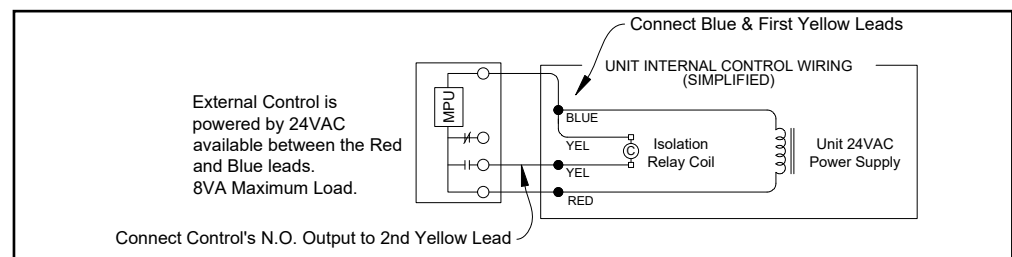 Connect Blue & First Yellow Leads
UNIT INTERNAL CONTROL WIRING
(SIMPLIFIED)
External Control is
powered by 24VAC
available between the Red
and Blue leads.
8VA Maximum Load.
MPU
BLUE
YEL
C
Isolation
Relay Coil
Unit 24VAC
Power Supply
YEL
RED
Connect Control's N.O. Output to 2nd Yellow Lead